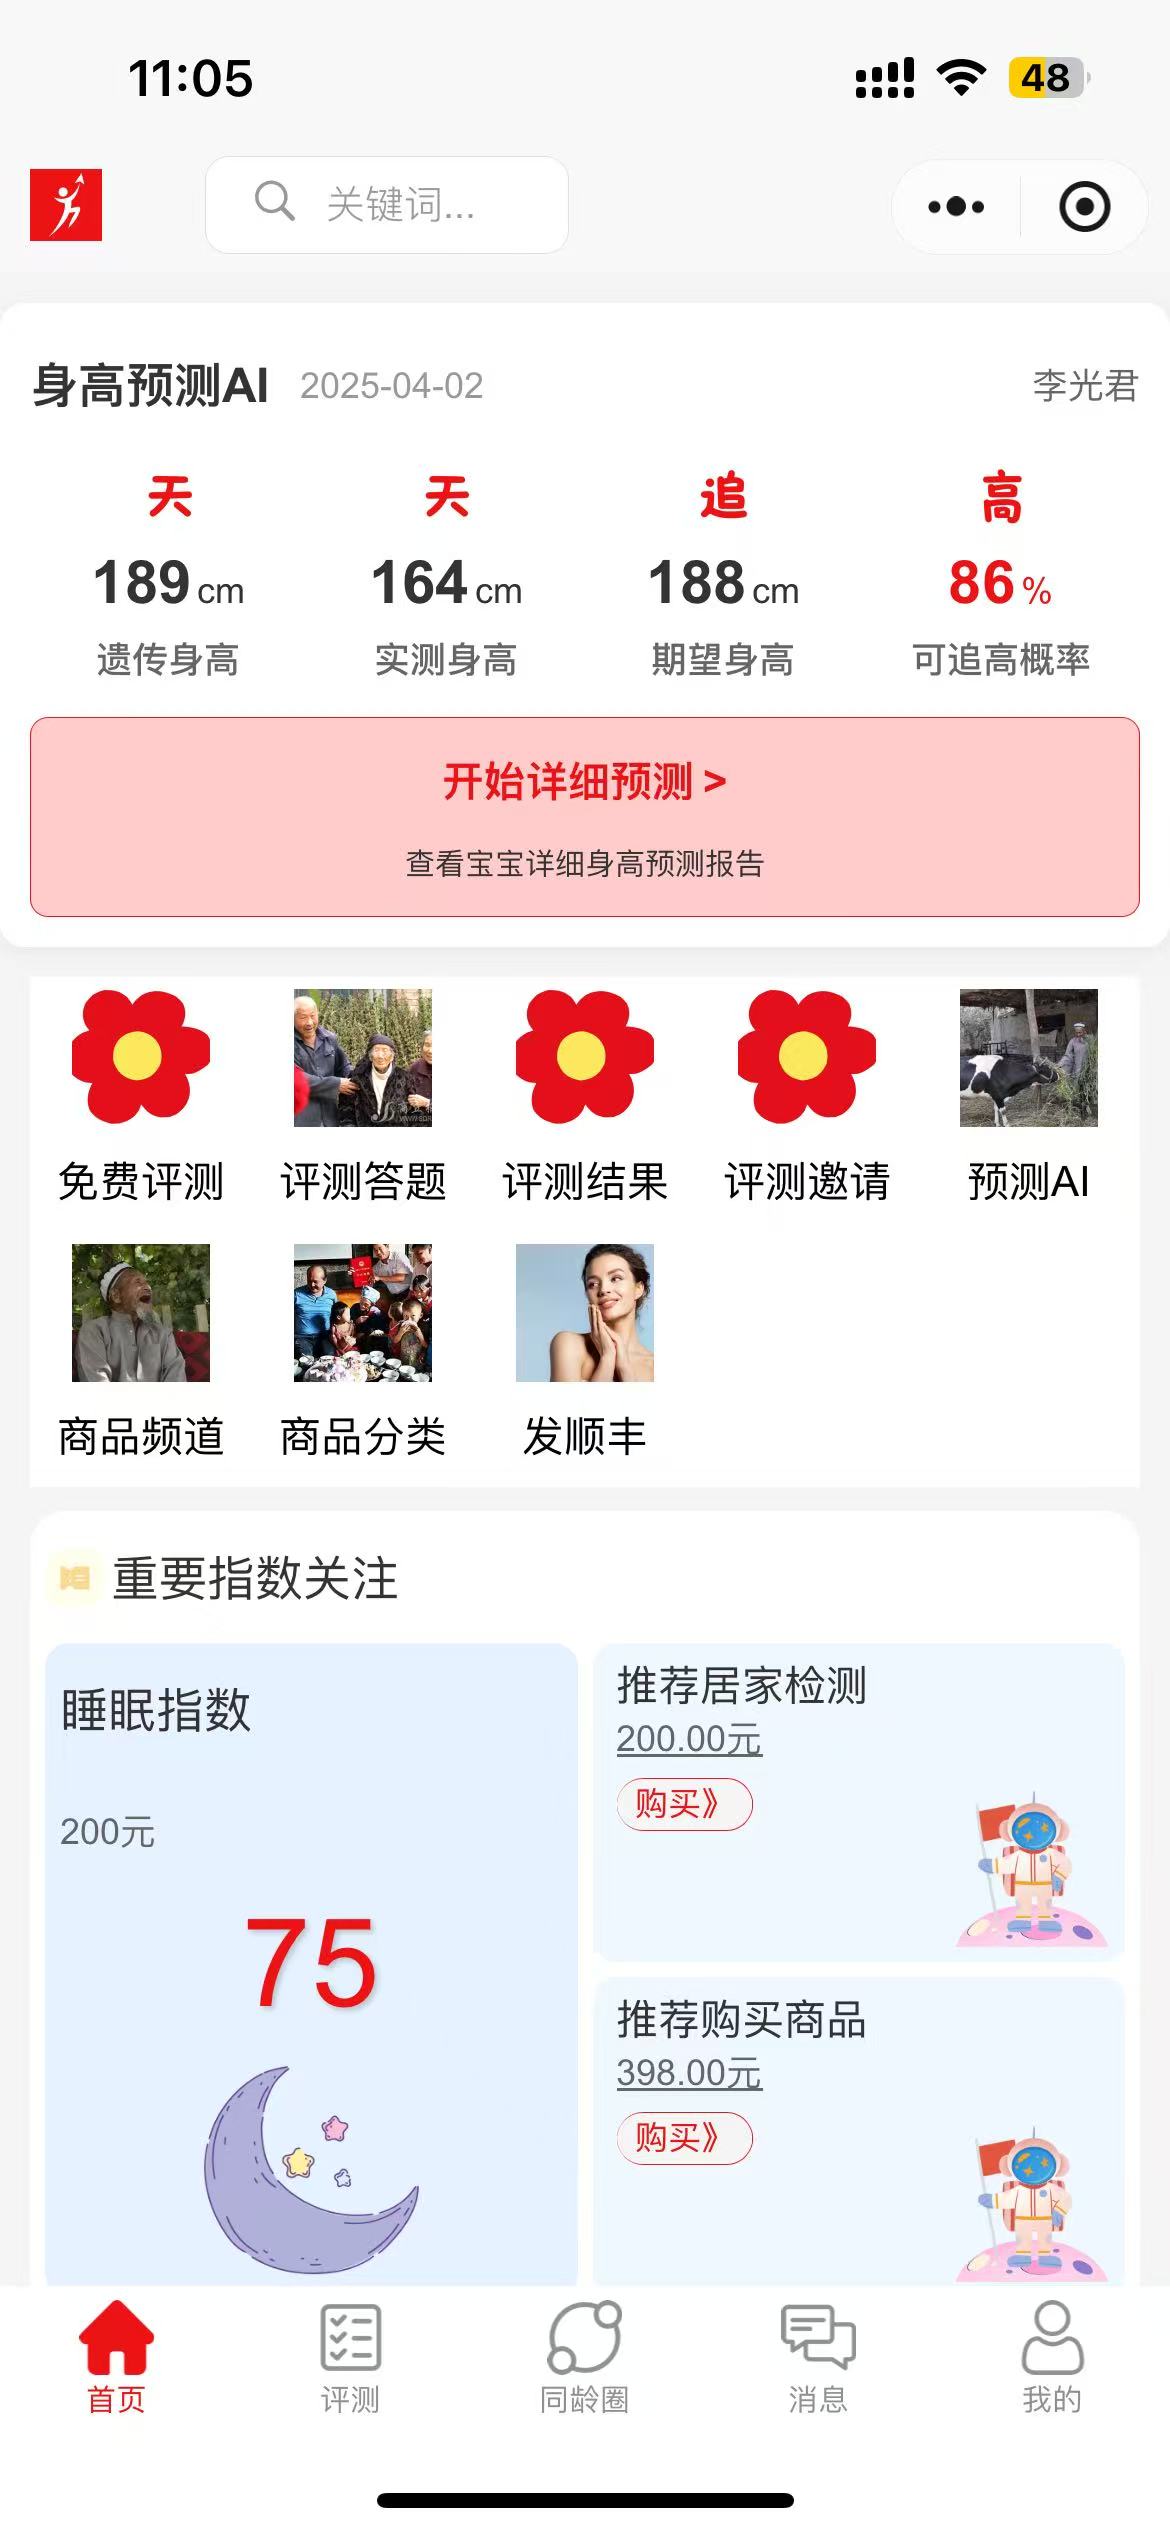 11:05
48
关键词...
身高预测AI 2025-04-02 李光君
天 天 追 高
189cm 164cm 188cm 86%
遗传身高 实测身高 期望身高 可追高概率
开始详细预测 >
查看宝宝详细身高预测报告
免费评测 评测答题 评测结果 评测邀请 预测AI
商品频道 商品分类 发顺丰
重要指数关注
睡眠指数
200元
75
推荐居家检测
200.00元
购买》
推荐购买商品
398.00元
购买》
首页 评测 同龄圈 消息 我的